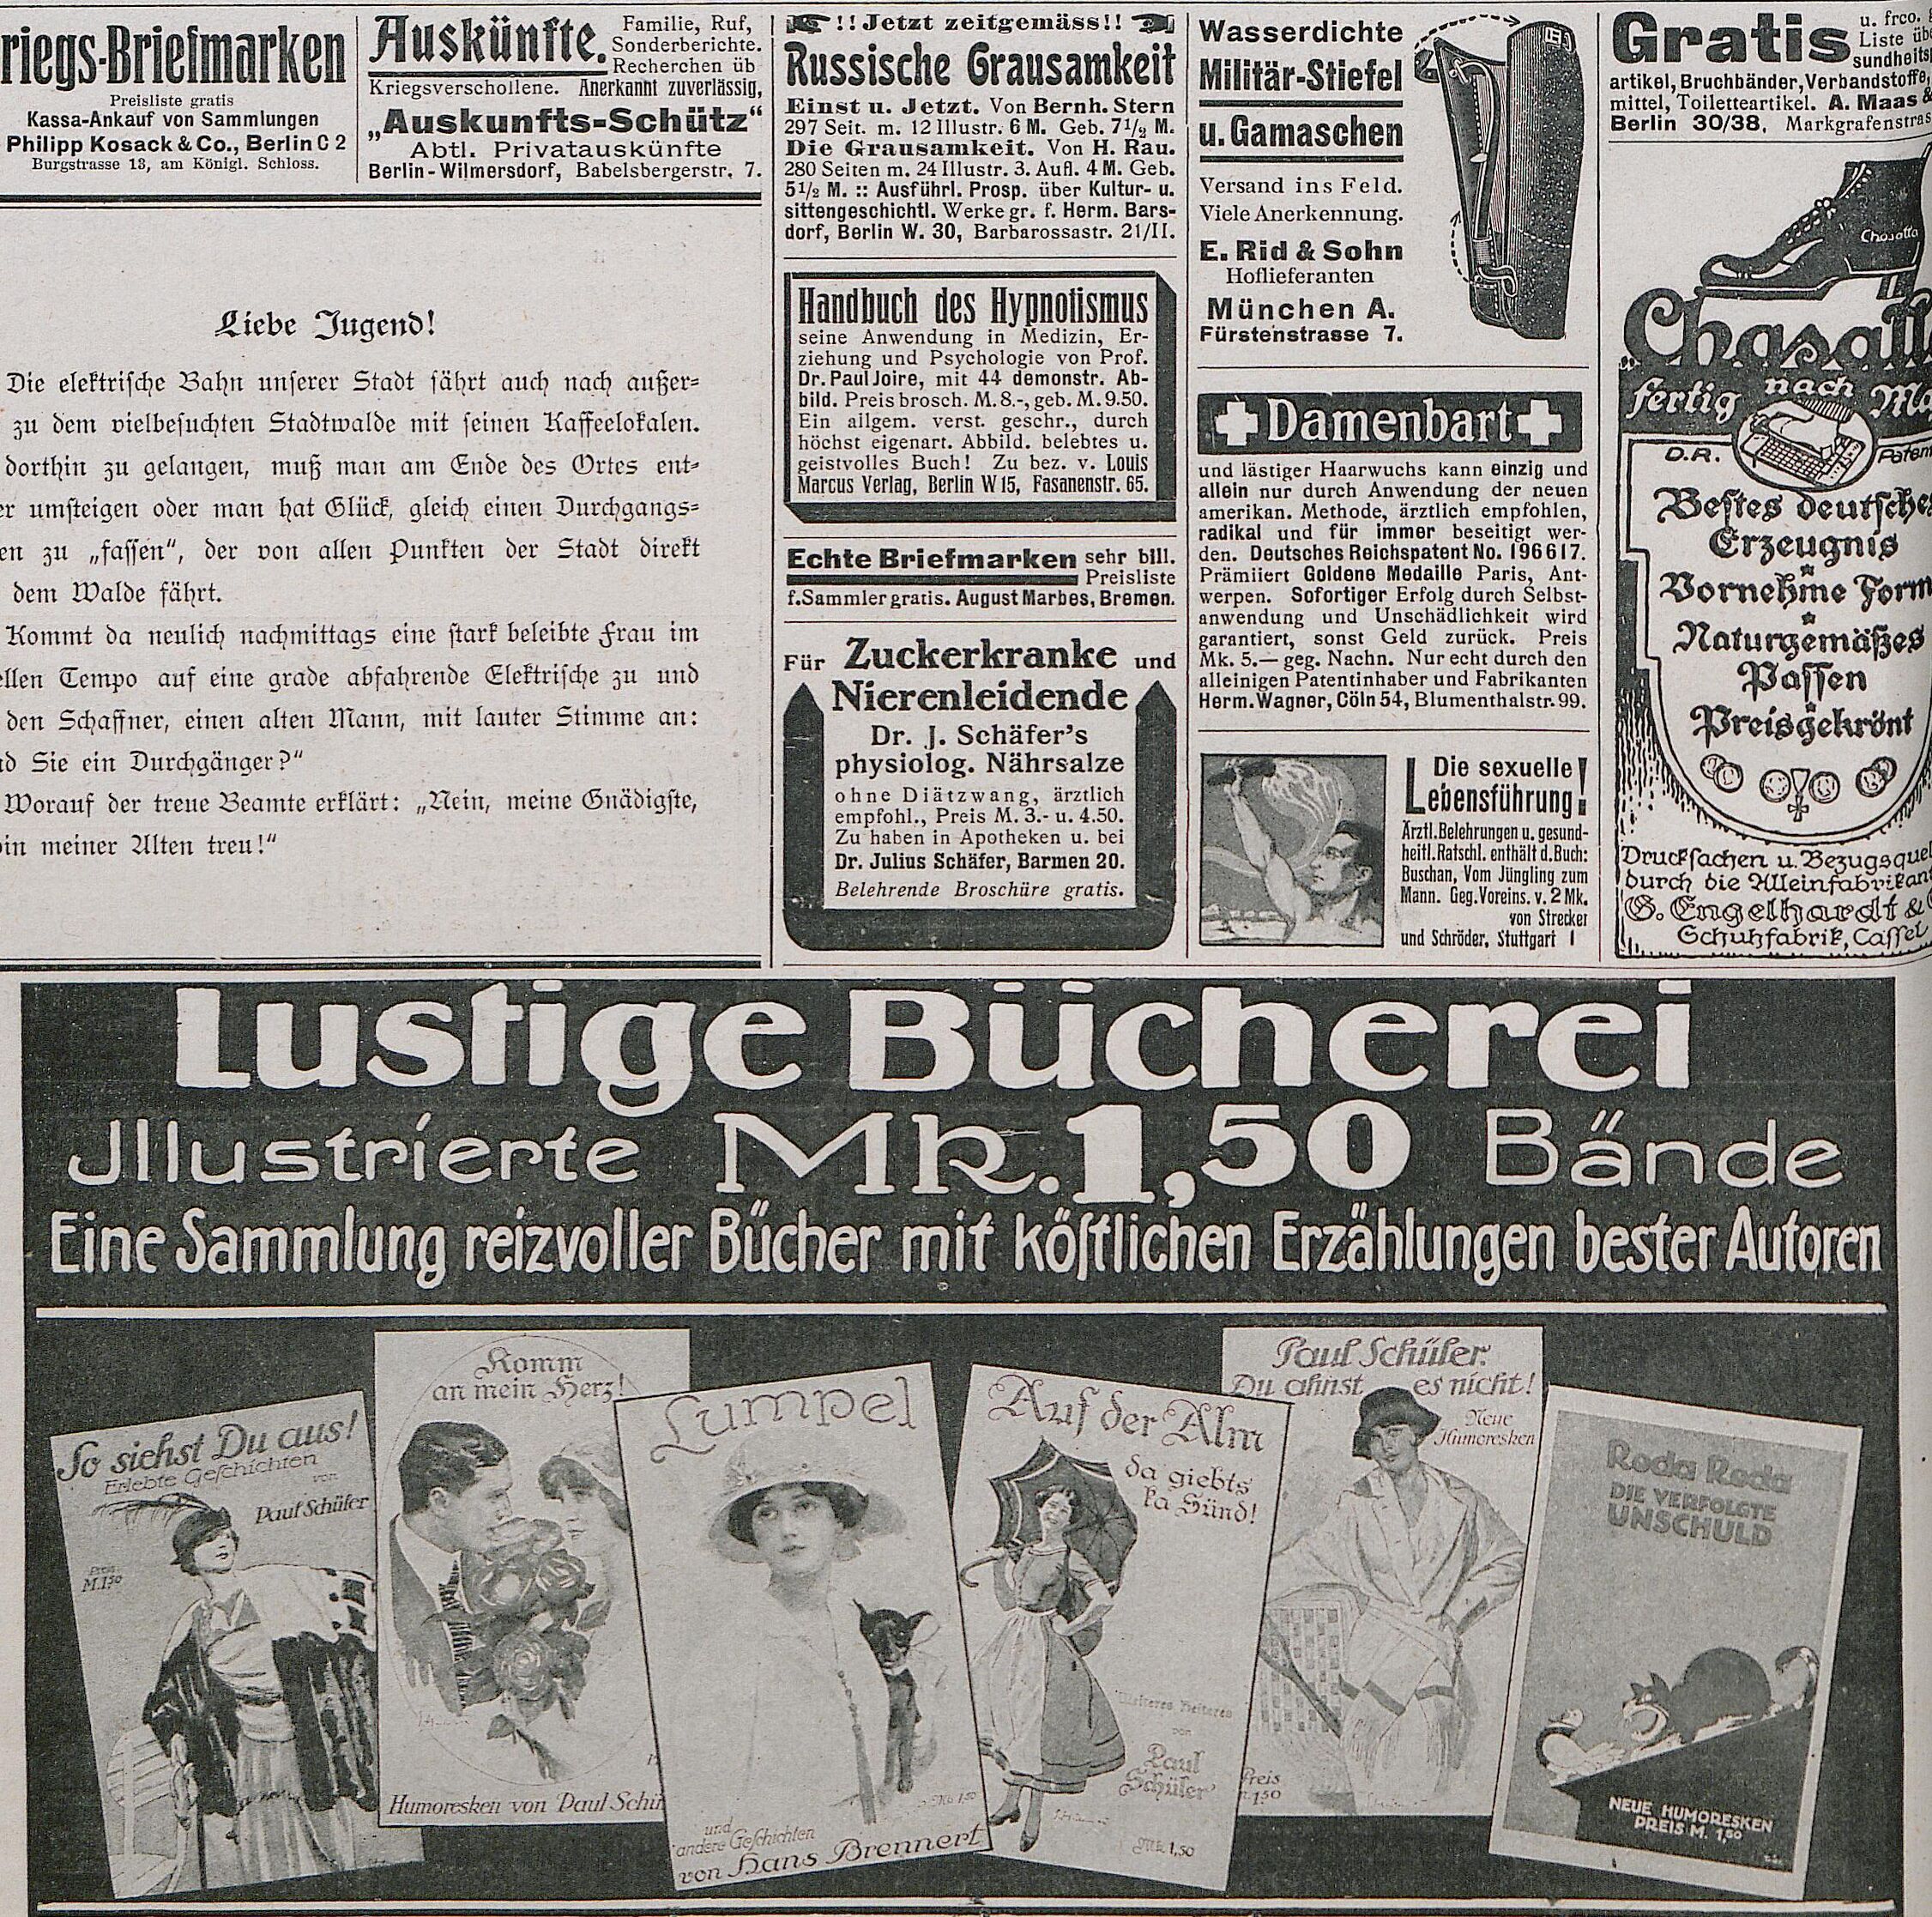 riegs-Briefmarken
Preisliste gratis
Kassa-Ankauf von Sammlungen
Philipp Kosack & Co., Berlin C 2
Burgstrasse 13, am Königl. Schloss.
Auskünfte.
Familie, Ruf,
Sonderberichte.
Recherchen üb
Kriegsverschollene. Anerkannt zuverlässig,
„Auskunfts-Schütz“
Abtl. Privatauskünfte
Berlin-Wilmersdorf, Babelsbergerstr. 7.
Liebe Jugend!
Die elektrische Bahn unserer Stadt fährt auch nach außer-
zu dem vielbesuchten Stadtwalde mit seinen Kaffeelokalen.
dorthin zu gelangen, muß man am Ende des Ortes ent-
er umsteigen oder man hat Glück, gleich einen Durchgangs-
en zu „fassen“, der von allen Punkten der Stadt direkt
dem Walde fährt.
Kommt da neulich nachmittags eine stark beleibte Frau im
ellen Tempo auf eine grade abfahrende Elektrische zu und
den Schaffner, einen alten Mann, mit lauter Stimme an:
nd Sie ein Durchgänger?“
Worauf der treue Beamte erklärt: „Nein, meine Gnädigste,
bin meiner Alten treu!“
!! Jetzt zeitgemäss!!
Russische Grausamkeit
Einst u. Jetzt. Von Bernh. Stern
297 Seit. m. 12 Illustr. 6 M. Geb. 7½ M.
Die Grausamkeit. Von H. Rau.
280 Seiten m. 24 Illustr. 3. Aufl. 4 M. Geb.
5½ M. :: Ausführl. Prosp. über Kultur- u.
sittengeschichtl. Werke gr. f. Herm. Bars-
dorf, Berlin W. 30, Barbarossastr. 21/II.
Handbuch des Hypnotismus
seine Anwendung in Medizin, Er-
ziehung und Psychologie von Prof.
Dr. Paul Joire, mit 44 demonstr. Ab-
bild. Preis brosch. M. 8.-, geb. M. 9.50.
Ein allgem. verst. geschr., durch
höchst eigenart. Abbild. belebtes u.
geistvolles Buch! Zu bez. v. Louis
Marcus Verlag, Berlin W 15, Fasanenstr. 65.
Echte Briefmarken sehr bill.
Preisliste
f. Sammler gratis. August Marbes, Bremen.
Für Zuckerkranke und
Nierenleidende
Dr. J. Schäfer's
physiolog. Nährsalze
ohne Diätzwang, ärztlich
empfohl., Preis M. 3.- u. 4.50.
Zu haben in Apotheken u. bei
Dr. Julius Schäfer, Barmen 20.
Belehrende Broschüre gratis.
Wasserdichte
Militär-Stiefel
u. Gamaschen
Versand ins Feld.
Viele Anerkennung.
E. Rid & Sohn
Hoflieferanten
München A.
Fürstenstrasse 7.
Damenbart
und lästiger Haarwuchs kann einzig und
allein nur durch Anwendung der neuen
amerikan. Methode, ärztlich empfohlen,
radikal und für immer beseitigt wer-
den. Deutsches Reichspatent No. 196617.
Prämiiert Goldene Medaille Paris, Ant-
werpen. Sofortiger Erfolg durch Selbst-
anwendung und Unschädlichkeit wird
garantiert, sonst Geld zurück. Preis
Mk. 5.— geg. Nachn. Nur echt durch den
alleinigen Patentinhaber und Fabrikanten
Herm. Wagner, Cöln 54, Blumenthalstr. 99.
Die sexuelle
Lebensführung!
Ärztl. Belehrungen u. gesund-
heitl. Ratschl. enthält d. Buch:
Buschan, Vom Jüngling zum
Mann. Geg. Voreins. v. 2 Mk.
von Strecker
und Schröder, Stuttgart I
Gratis
u. frco.
Liste üb
sundheits
artikel, Bruchbänder, Verbandstoffe,
mittel, Toiletteartikel. A. Maas &
Berlin 30/38, Markgrafenstras
Chasalla
„Chasall
fertig nach Ma
D.R. Paten
Bestes deutsches
Erzeugnis
Vornehme Form
Naturgemäßes
Passen
Preisgekrönt
Drucksachen u. Bezugsquel
durch die Alleinfabrikant
G. Engelhardt & C
Schuhfabrik, Cassel
Lustige Bücherei
Jllustrierte Mk. 1,50 Bände
Eine Sammlung reizvoller Bücher mit köstlichen Erzählungen bester Autoren
So siehst Du aus!
Erlebte Geschichten
von
Paul Schüler
Preis
M. 1.50
Komm
an mein Herz!
Humoresken von Paul Schü
Lumpel
Mk. 1.50
und
andere Geschichten
von Hans Brennert
Auf der Alm
da giebts
ka Sünd!
Weiteres Heiteres
von
Paul
Schüler
Mk. 1,50
Paul Schüler.
Du ahnst es nicht!
Neue
Humoresken
Preis
1.50
Roda Roda
DIE VERFOLGTE
UNSCHULD
NEUE HUMORESKEN
PREIS M. 1,50